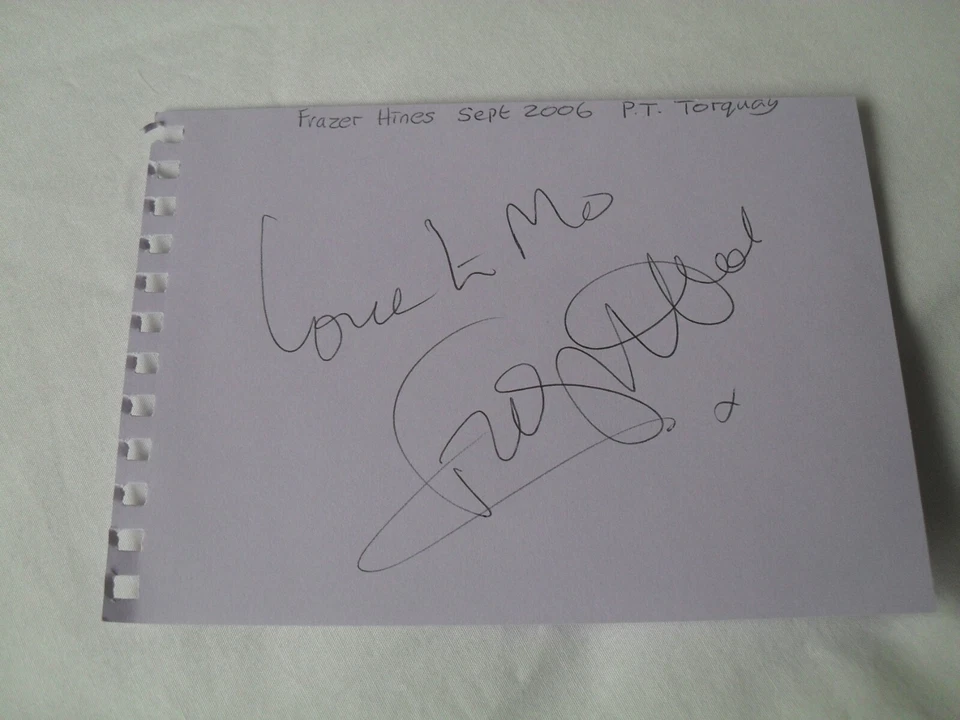 Frazer Hines Sept 2006 P.T. Torquay
Love to Mo
x